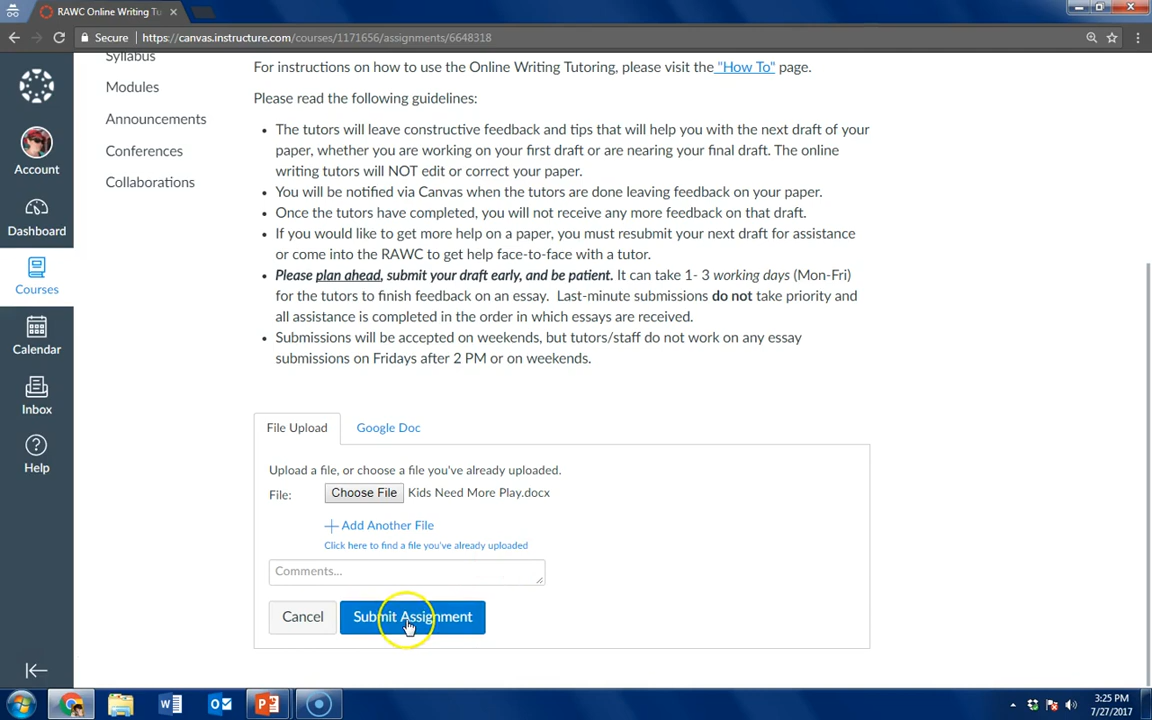 RAWC Online Writing Tu
Secure
https://canvas.instructure.com/courses/1171656/assignments/6648318
Account
Dashboard
Courses
Calendar
Inbox
Help
Syllabus
Modules
Announcements
Conferences
Collaborations
For instructions on how to use the Online Writing Tutoring, please visit the "How To" page.
Please read the following guidelines:
• The tutors will leave constructive feedback and tips that will help you with the next draft of your
paper, whether you are working on your first draft or are nearing your final draft. The online
writing tutors will NOT edit or correct your paper.
• You will be notified via Canvas when the tutors are done leaving feedback on your paper.
• Once the tutors have completed, you will not receive any more feedback on that draft.
• If you would like to get more help on a paper, you must resubmit your next draft for assistance
or come into the RAWC to get help face-to-face with a tutor.
• Please plan ahead, submit your draft early, and be patient. It can take 1- 3 working days (Mon-Fri)
for the tutors to finish feedback on an essay. Last-minute submissions do not take priority and
all assistance is completed in the order in which essays are received.
• Submissions will be accepted on weekends, but tutors/staff do not work on any essay
submissions on Fridays after 2 PM or on weekends.
File Upload
Google Doc
Upload a file, or choose a file you've already uploaded.
File:
Choose File Kids Need More Play.docx
Add Another File
Click here to find a file you've already uploaded
Comments...
Cancel
Submit Assignment
3:25 PM
7/27/2017